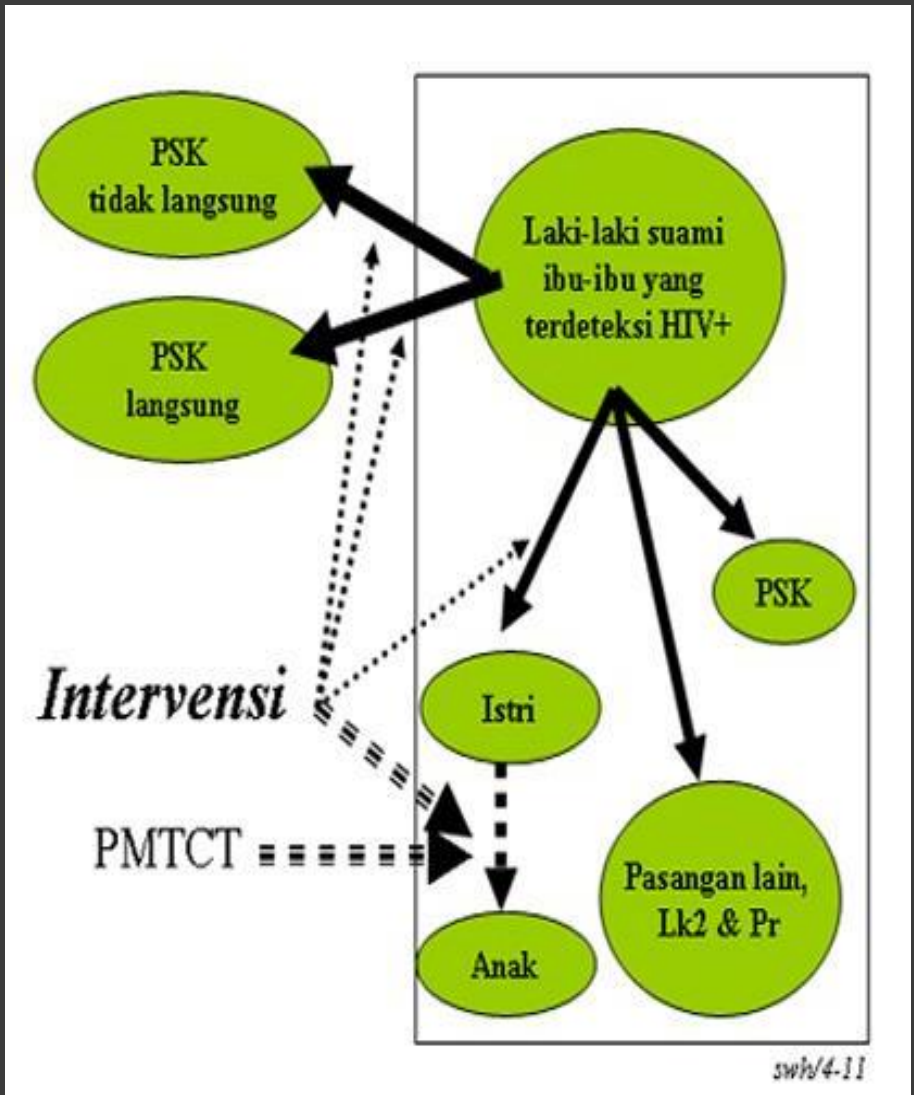 PSK
tidak langsung
Laki-laki suami
ibu-ibu yang
terdeteksi HIV+
PSK
langsung
PSK
Intervensi
Istri
PMTCT
Pasangan lain,
Lk2 & Pr
Anak
swh/4-11